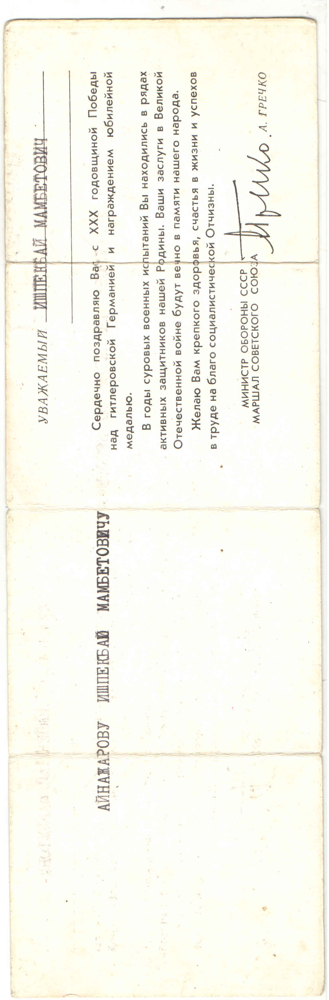 АЙНАЖАРОВУ ИШПЕКБАЙ МАМБЕТОВИЧУ
УВАЖАЕМЫЙ ИШПЕКБАЙ МАМБЕТОВИЧ
Сердечно поздравляю Вас с XXX годовщиной Победы
над гитлеровской Германией и награждением юбилейной
медалью.
В годы суровых военных испытаний Вы находились в рядах
активных защитников нашей Родины. Ваши заслуги в Великой
Отечественной войне будут вечно в памяти нашего народа.
Желаю Вам крепкого здоровья, счастья в жизни и успехов
в труде на благо социалистической Отчизны.
МИНИСТР ОБОРОНЫ СССР
МАРШАЛ СОВЕТСКОГО СОЮЗА Гречко. А. ГРЕЧКО